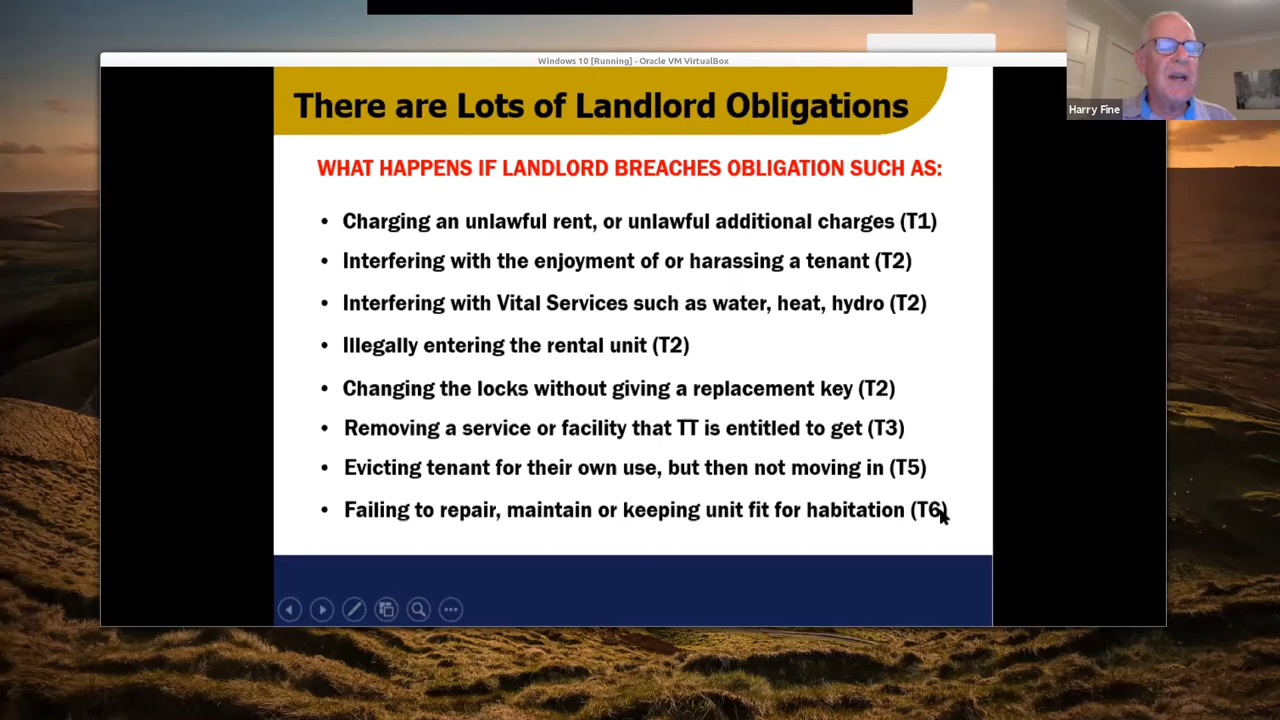 Windows 10 [Running] - Oracle VM VirtualBox
Harry Fine
There are Lots of Landlord Obligations
WHAT HAPPENS IF LANDLORD BREACHES OBLIGATION SUCH AS:
• Charging an unlawful rent, or unlawful additional charges (T1)
• Interfering with the enjoyment of or harassing a tenant (T2)
• Interfering with Vital Services such as water, heat, hydro (T2)
• Illegally entering the rental unit (T2)
• Changing the locks without giving a replacement key (T2)
• Removing a service or facility that TT is entitled to get (T3)
• Evicting tenant for their own use, but then not moving in (T5)
• Failing to repair, maintain or keeping unit fit for habitation (T6)